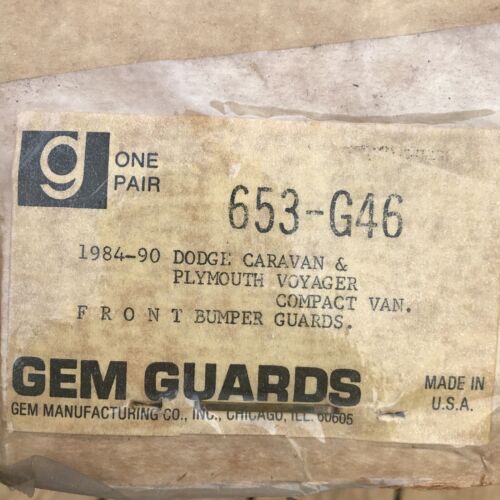 g
ONE
PAIR
653-G46
1984-90 DODGE CARAVAN &
PLYMOUTH VOYAGER
COMPACT VAN.
F R O N T BUMPER GUARDS.
GEM GUARDS
GEM MANUFACTURING CO., INC., CHICAGO, ILL. 60605
MADE IN
U.S.A.